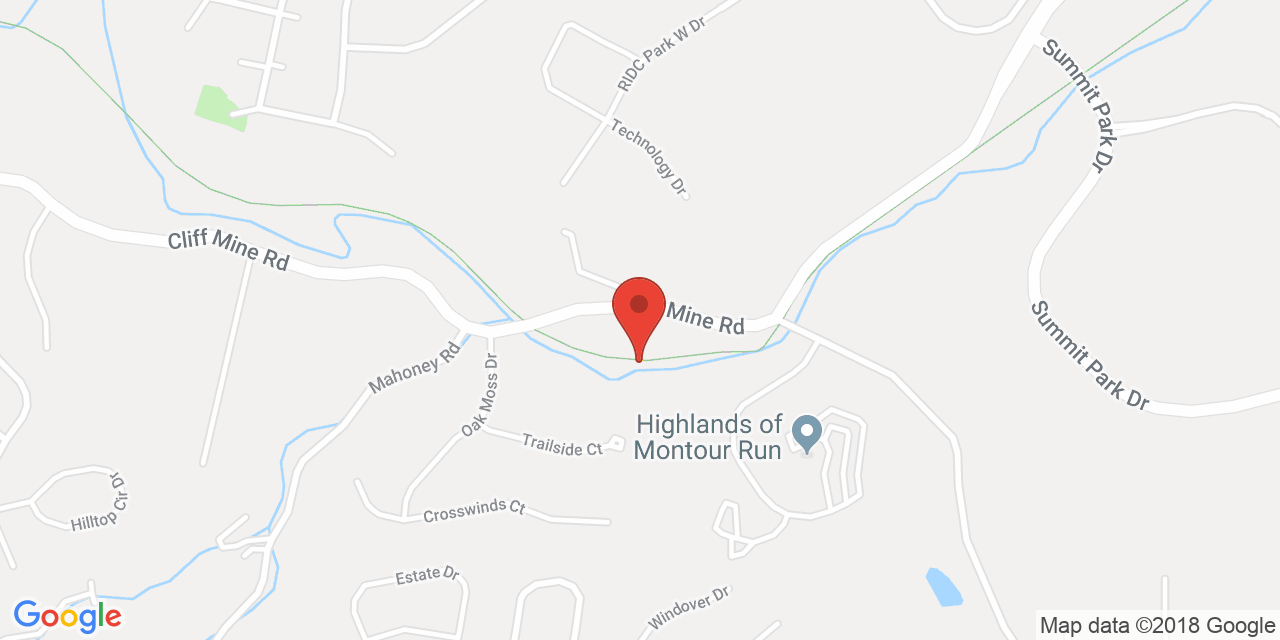 RIDC Park W Dr
Summit Park Dr
Technology Dr
Cliff Mine Rd
Mine Rd
Summit Park Dr
Mahoney Rd
Oak Moss Dr
Highlands of
Montour Run
Trailside Ct
Hilltop Cir Dr
Crosswinds Ct
Estate Dr
Windover Dr
Google
Map data ©2018 Google